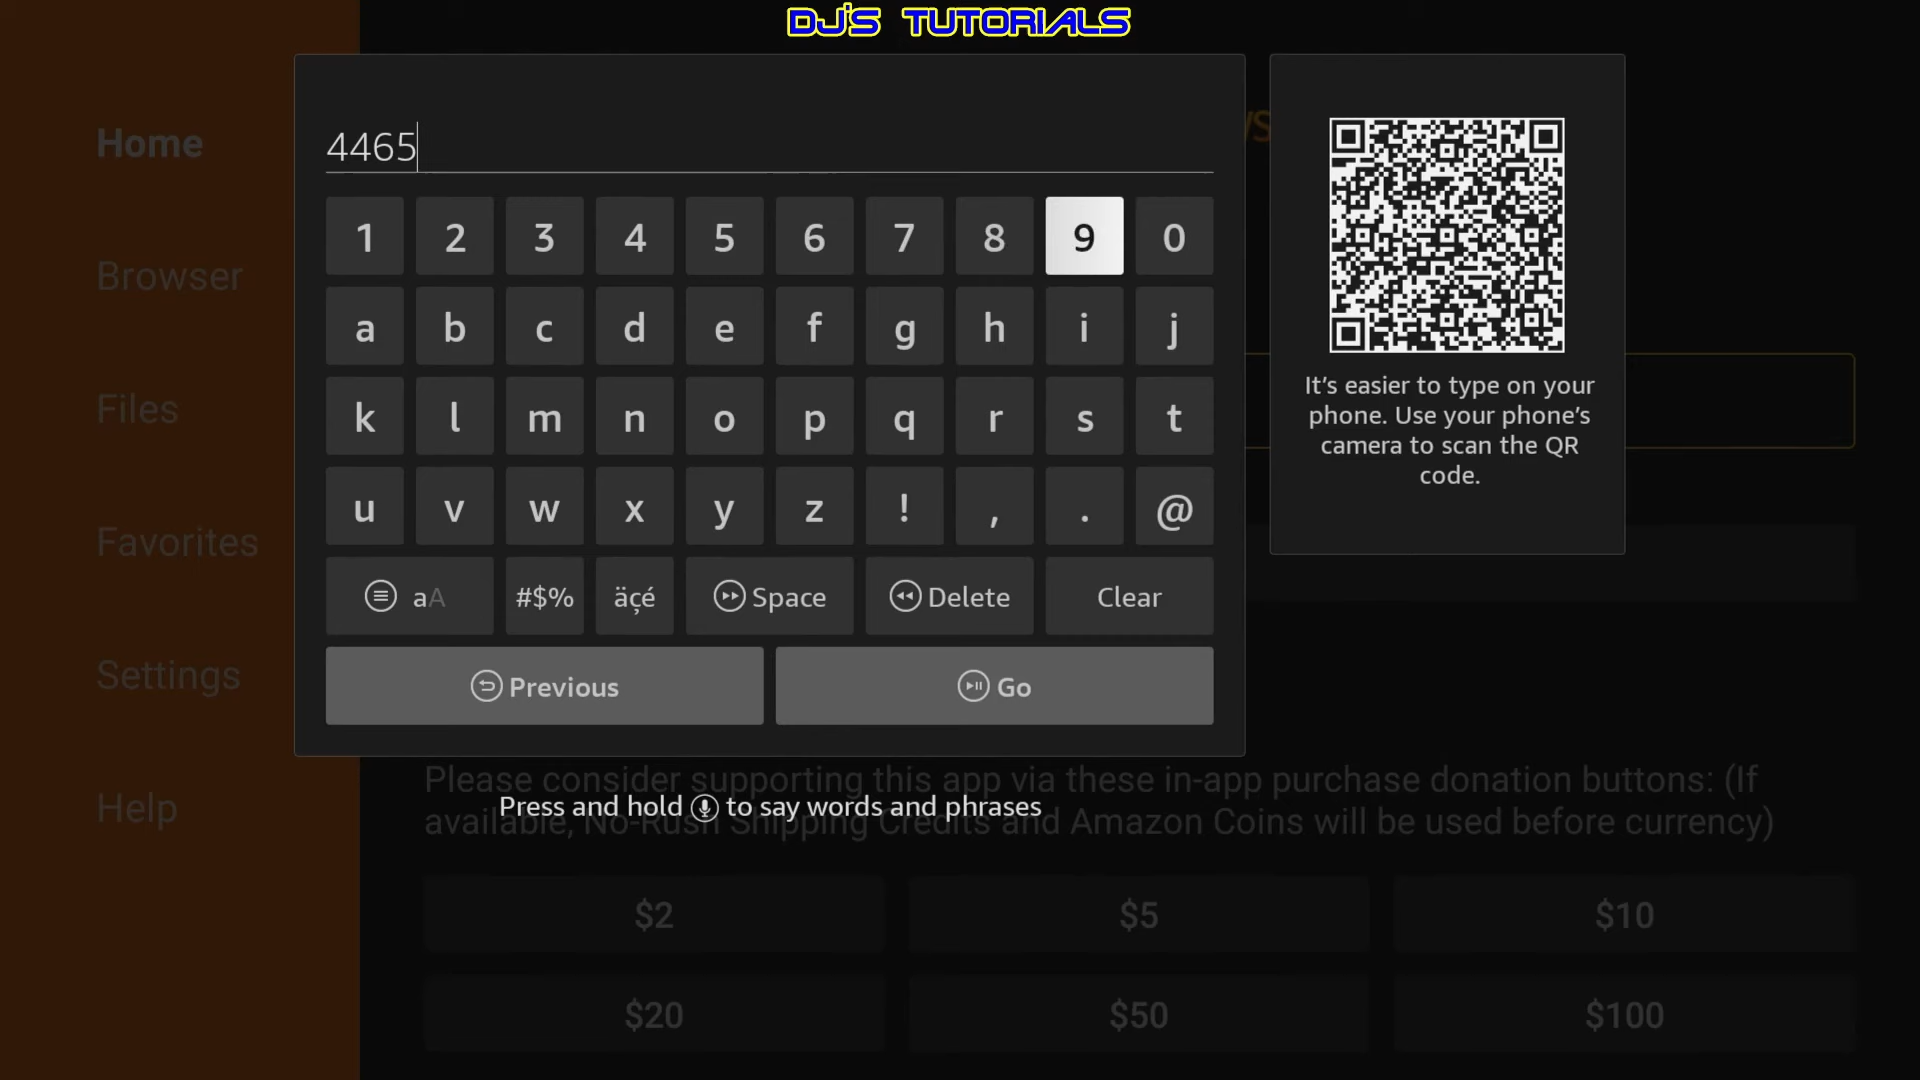 DJ'S TUTORIALS
Home
Browser
Files
Favorites
Settings
Help
4465
1 2 3 4 5 6 7 8 9 0
a b c d e f g h i j
k l m n o p q r s t
u v w x y z ! , . @
aA #$% äçé Space Delete Clear
Previous Go
It's easier to type on your
phone. Use your phone's
camera to scan the QR
code.
Press and hold to say words and phrases
Please consider supporting this app via these in-app purchase donation buttons: (If
available, No-Rush Shipping Credits and Amazon Coins will be used before currency)
$2 $5 $10
$20 $50 $100